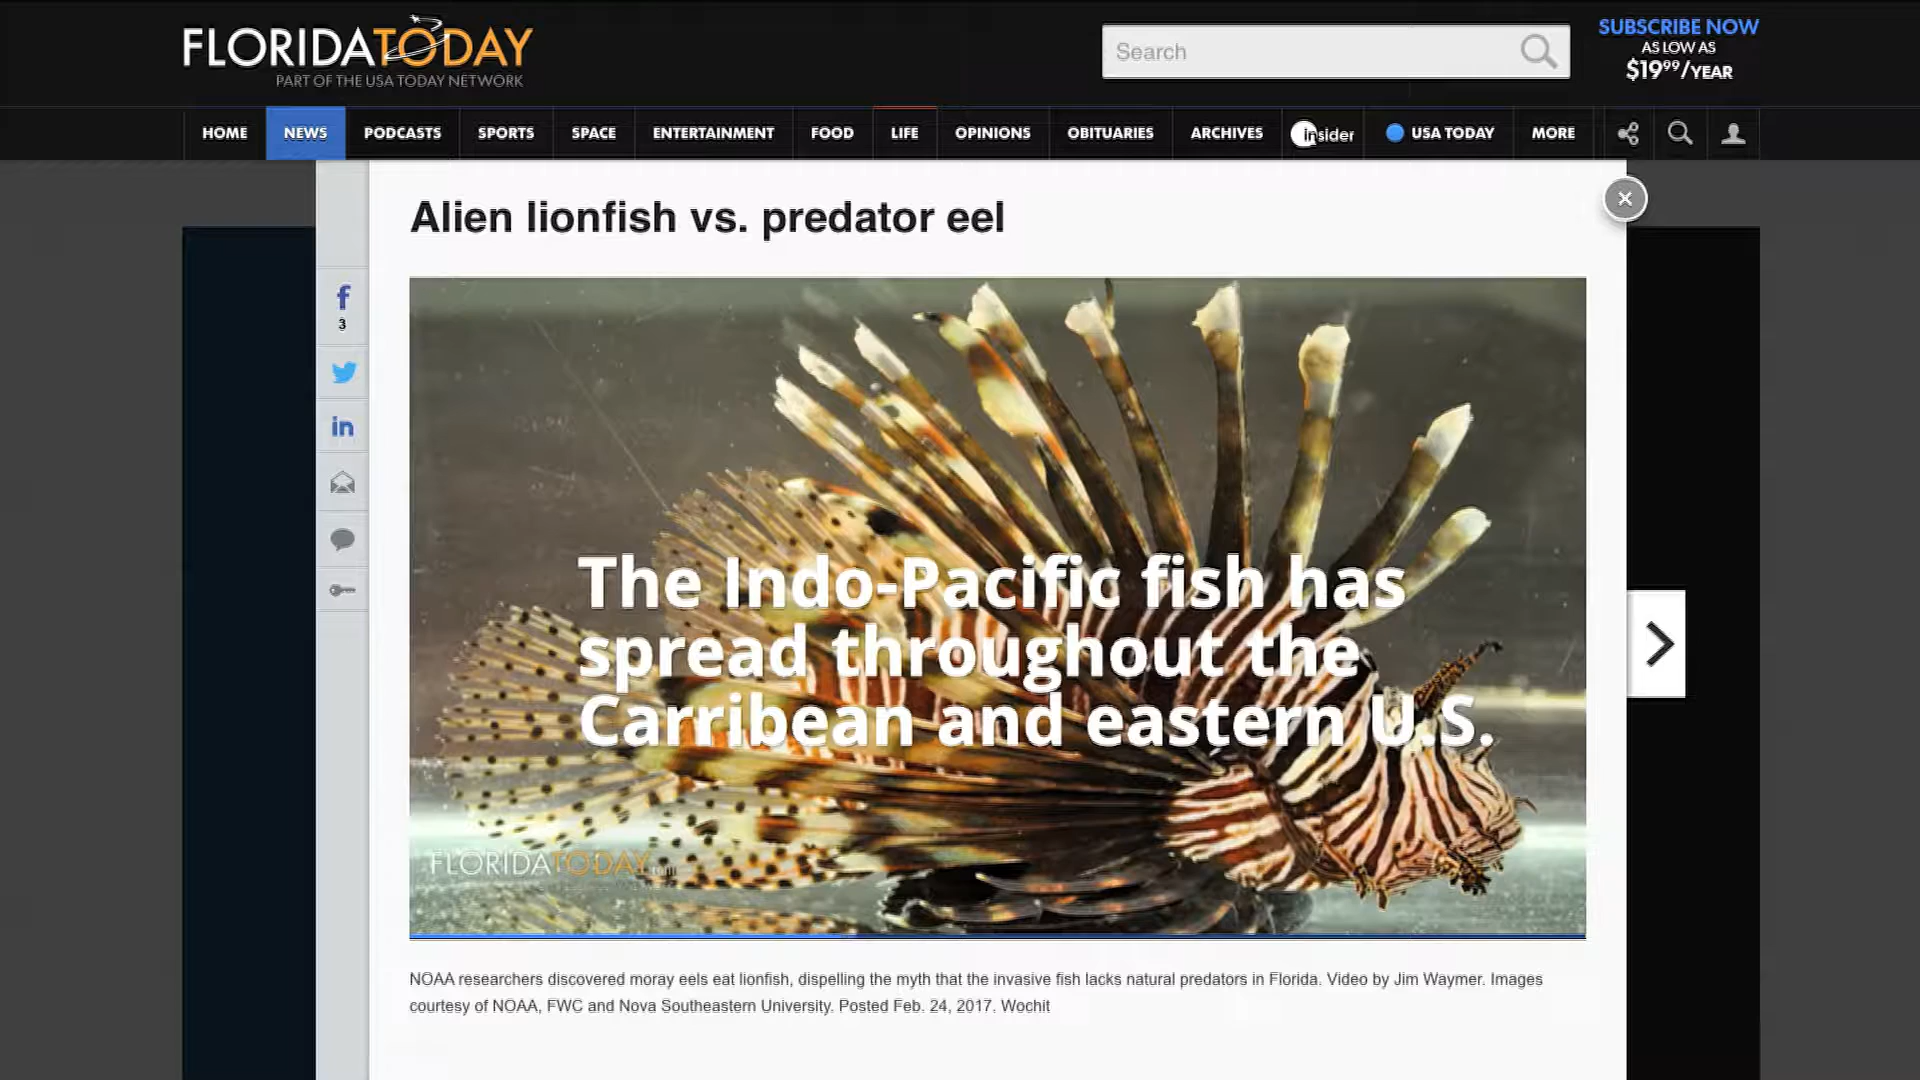 FLORIDATODAY
PART OF THE USA TODAY NETWORK
Search
SUBSCRIBE NOW
AS LOW AS
$19⁹⁹/YEAR
HOME NEWS PODCASTS SPORTS SPACE ENTERTAINMENT FOOD LIFE OPINIONS OBITUARIES ARCHIVES insider USA TODAY MORE
Alien lionfish vs. predator eel
f
3
in
The Indo-Pacific fish has
spread throughout the
Carribean and eastern U.S.
FLORIDATODAY.com
NOAA researchers discovered moray eels eat lionfish, dispelling the myth that the invasive fish lacks natural predators in Florida. Video by Jim Waymer. Images
courtesy of NOAA, FWC and Nova Southeastern University. Posted Feb. 24, 2017. Wochit